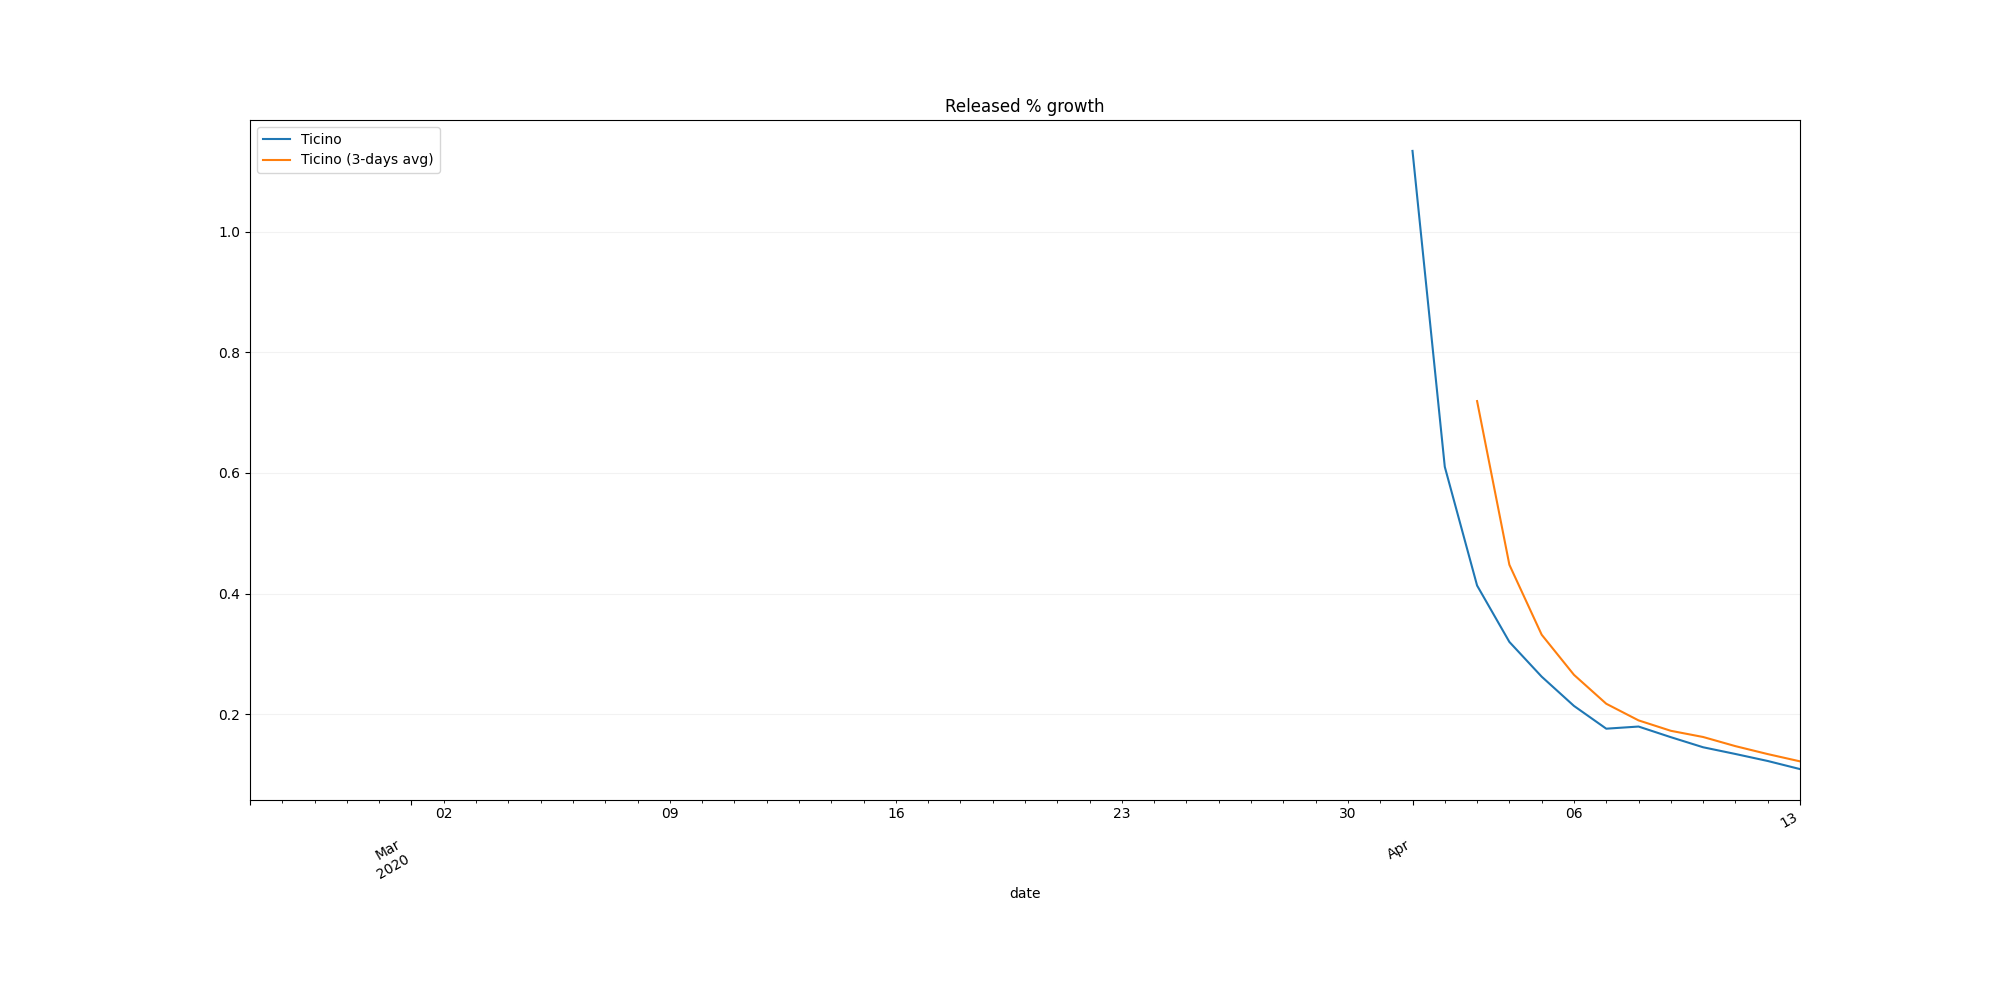 Released % growth
Ticino
Ticino (3-days avg)
1.0
0.8
0.6
0.4
0.2
02 09 16 23 30 06 13
Mar Apr
2020
date